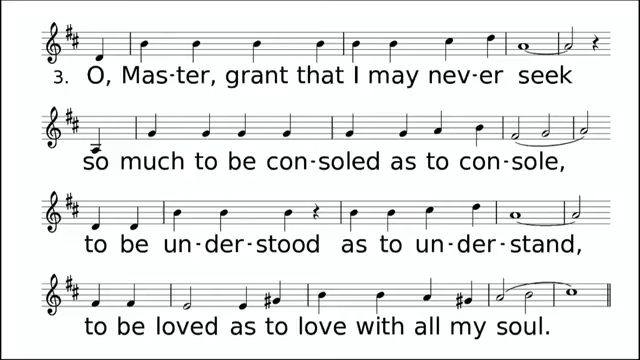 3. O, Mas-ter, grant that I may nev-er seek
so much to be con-soled as to con-sole,
to be un-der-stood as to un-der-stand,
to be loved as to love with all my soul.